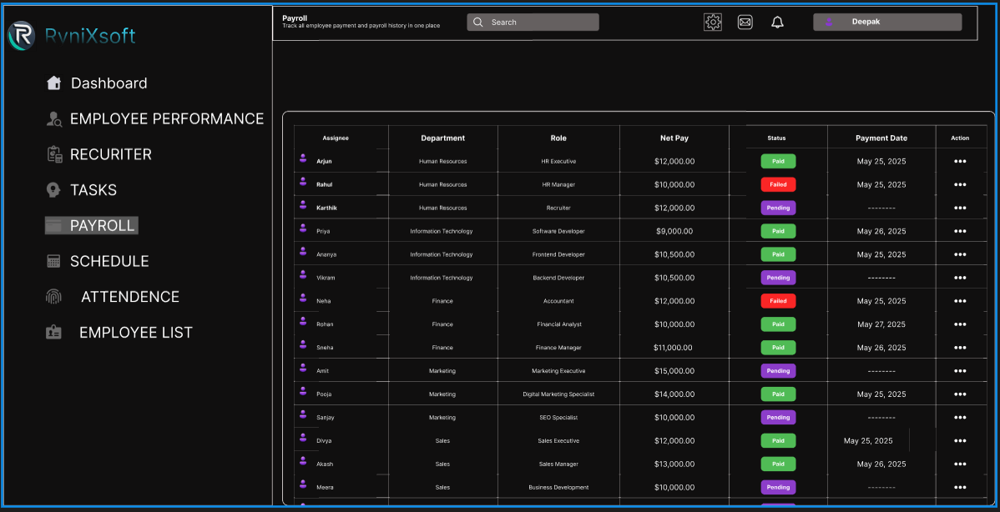 RvniXsoft
Dashboard
EMPLOYEE PERFORMANCE
RECURITER
TASKS
PAYROLL
SCHEDULE
ATTENDENCE
EMPLOYEE LIST
Payroll
Track all employee payment and payroll history in one place
Search
Deepak
Assignee Department Role Net Pay Status Payment Date Action
Arjun Human Resources HR Executive $12,000.00 Paid May 25, 2025 •••
Rahul Human Resources HR Manager $10,000.00 Failed May 25, 2025 •••
Karthik Human Resources Recruiter $12,000.00 Pending -------- •••
Priya Information Technology Software Developer $9,000.00 Paid May 26, 2025 •••
Ananya Information Technology Frontend Developer $10,500.00 Paid May 25, 2025 •••
Vikram Information Technology Backend Developer $10,500.00 Pending -------- •••
Neha Finance Accountant $12,000.00 Failed May 25, 2025 •••
Rohan Finance Financial Analyst $10,000.00 Paid May 27, 2025 •••
Sneha Finance Finance Manager $11,000.00 Paid May 26, 2025 •••
Amit Marketing Marketing Executive $15,000.00 Pending -------- •••
Pooja Marketing Digital Marketing Specialist $14,000.00 Paid May 25, 2025 •••
Sanjay Marketing SEO Specialist $10,000.00 Pending -------- •••
Divya Sales Sales Executive $12,000.00 Paid May 25, 2025 •••
Akash Sales Sales Manager $13,000.00 Paid May 26, 2025 •••
Meera Sales Business Development $10,000.00 Pending -------- •••